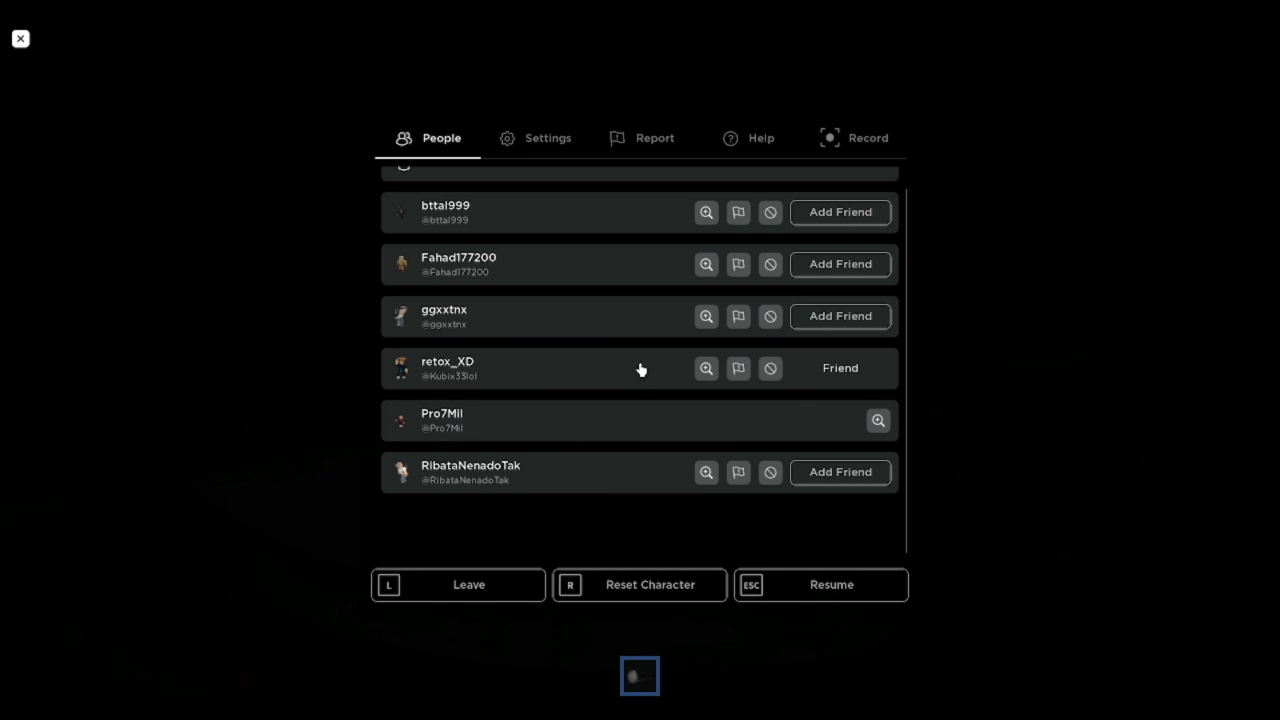 People Settings Report Help Record
bttal999
@bttal999
Add Friend
Fahad177200
@Fahad177200
Add Friend
ggxxtnx
@ggxxtnx
Add Friend
retox_XD
@Kubix33lol
Friend
Pro7Mil
@Pro7Mil
RibataNenadoTak
@RibataNenadoTak
Add Friend
L Leave R Reset Character ESC Resume